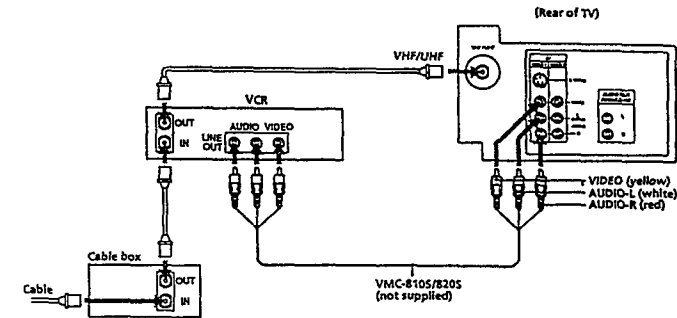 (Rear of TV)
VHF/UHF
VCR
OUT
IN
AUDIO VIDEO
LINE
OUT
VIDEO (yellow)
AUDIO-L (white)
AUDIO-R (red)
Cable box
OUT
IN
Cable
VMC-810S/820S
(not supplied)